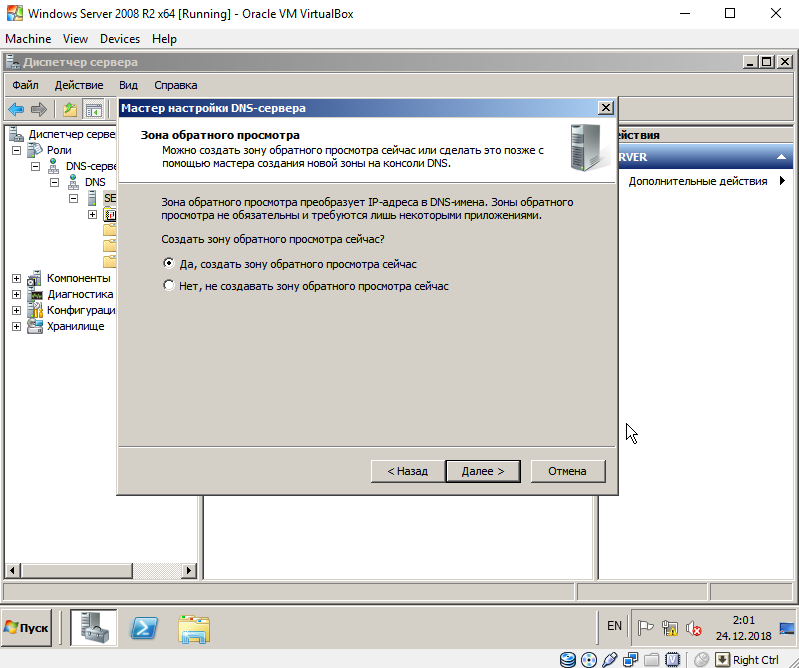 Windows Server 2008 R2 x64 [Running] - Oracle VM VirtualBox
Machine View Devices Help
Диспетчер сервера
Файл Действие Вид Справка
Мастер настройки DNS-сервера
Зона обратного просмотра
Можно создать зону обратного просмотра сейчас или сделать это позже с
помощью мастера создания новой зоны на консоли DNS.
Зона обратного просмотра преобразует IP-адреса в DNS-имена. Зоны обратного
просмотра не обязательны и требуются лишь некоторыми приложениями.
Создать зону обратного просмотра сейчас?
Да, создать зону обратного просмотра сейчас
Нет, не создавать зону обратного просмотра сейчас
< Назад Далее > Отмена
Диспетчер серве
Роли
DNS-серве
DNS
SE
Компоненты
Диагностика
Конфигураци
Хранилище
йствия
RVER
Дополнительные действия
Пуск
EN
2:01
24.12.2018
Right Ctrl